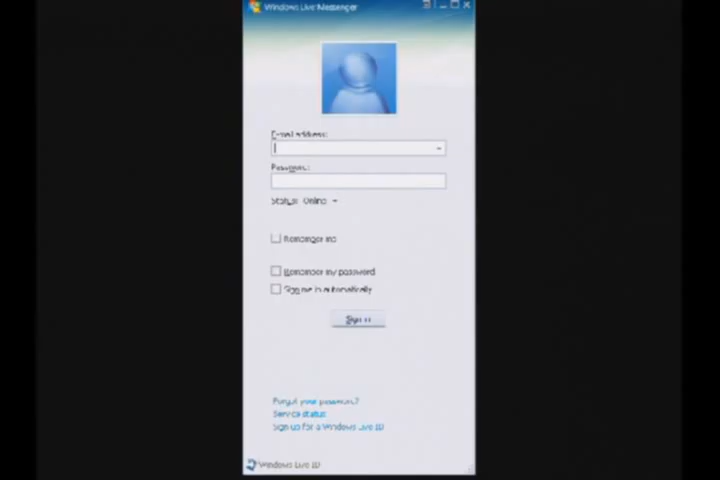 Windows Live Messenger
E-mail address:
Password:
Status: Online
Remember me
Remember my password
Sign me in automatically
Sign in
Forgot your password?
Service status
Sign up for a Windows Live ID
Windows Live ID